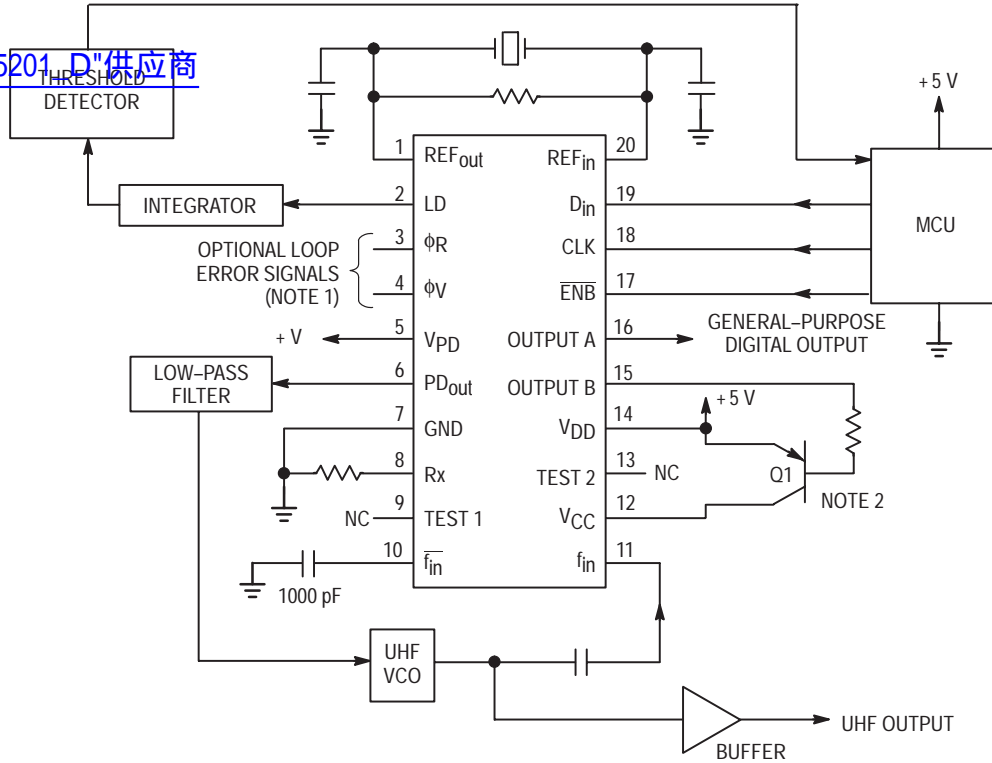 5201_D"供应商
THRESHOLD
DETECTOR
+ 5 V
1 REFout REFin 20
INTEGRATOR 2 LD Din 19
MCU
3 ϕR CLK 18
OPTIONAL LOOP
ERROR SIGNALS
(NOTE 1)
4 ϕV ENB 17
5 VPD OUTPUT A 16
+ V
GENERAL–PURPOSE
DIGITAL OUTPUT
LOW–PASS
FILTER
6 PDout OUTPUT B 15
+ 5 V
7 GND VDD 14
8 Rx TEST 2 13 NC
Q1
NOTE 2
NC 9 TEST 1 VCC 12
10 fin fin 11
1000 pF
UHF
VCO
UHF OUTPUT
BUFFER